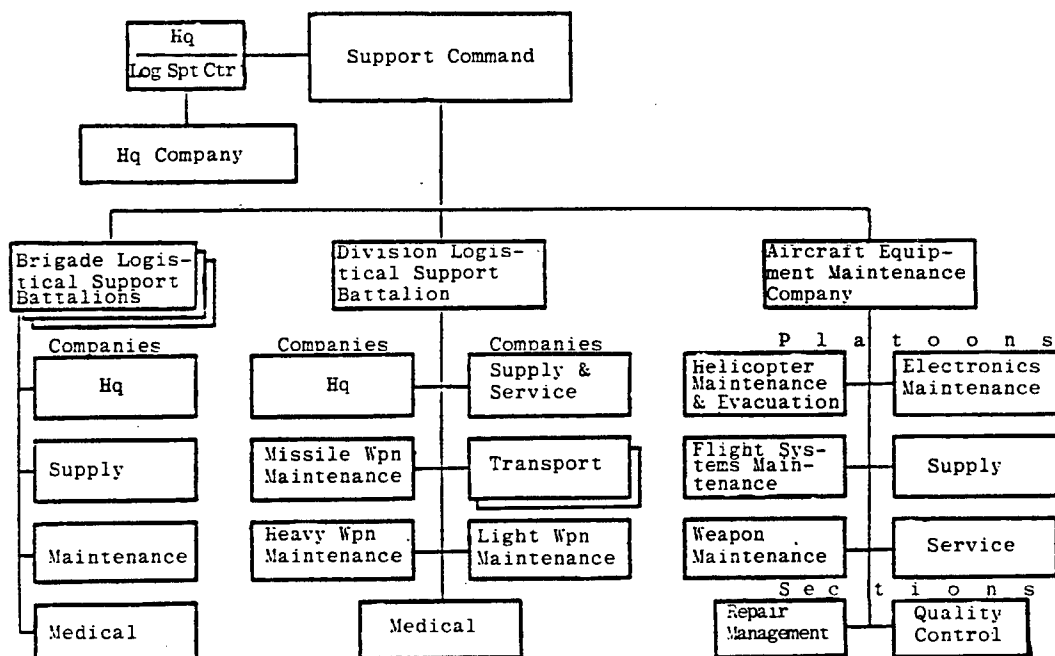 Hq
Log Spt Ctr
Support Command
Hq Company
Brigade Logis-
tical Support
Battalions
Division Logis-
tical Support
Battalion
Aircraft Equip-
ment Maintenance
Company
Companies
Hq
Supply
Maintenance
Medical
Companies
Hq
Missile Wpn
Maintenance
Heavy Wpn
Maintenance
Companies
Supply &
Service
Transport
Light Wpn
Maintenance
Medical
Platoons
Helicopter
Maintenance
& Evacuation
Electronics
Maintenance
Flight Sys-
tems Main-
tenance
Supply
Weapon
Maintenance
Service
Sections
Repair
Management
Quality
Control